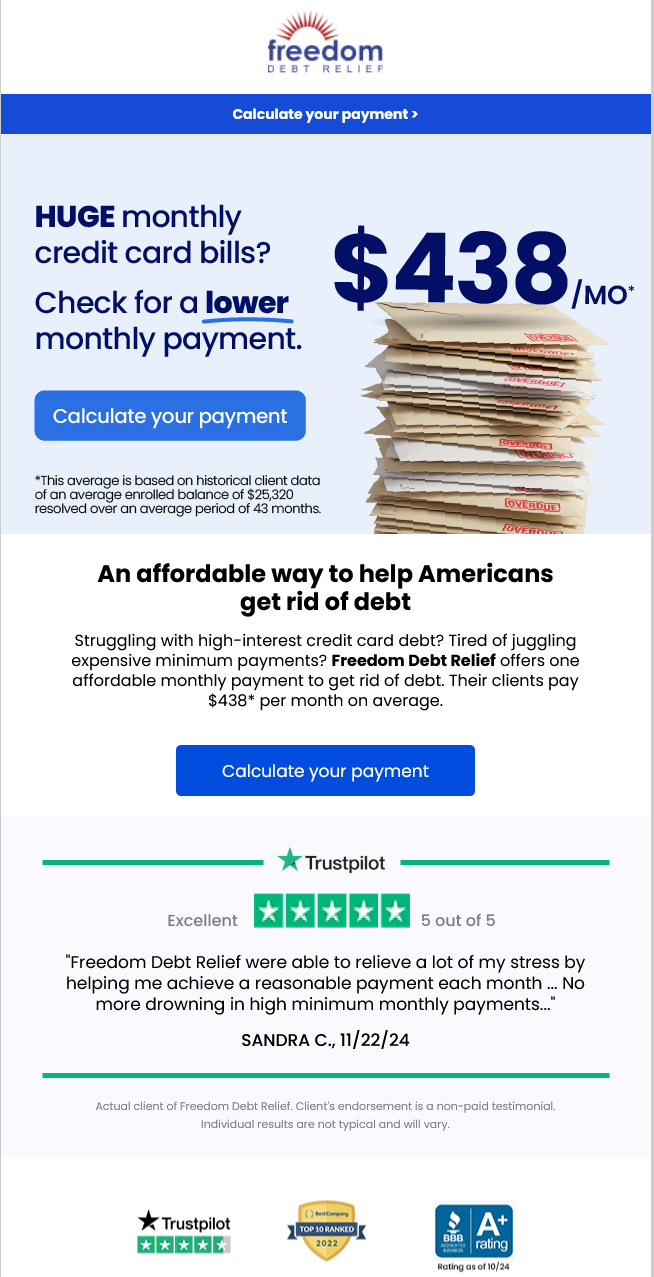 freedom
DEBT RELIEF
Calculate your payment >
HUGE monthly
credit card bills?
Check for a lower
monthly payment.
$438/MO*
Calculate your payment
*This average is based on historical client data
of an average enrolled balance of $25,320
resolved over an average period of 43 months.
OVERDUE!
OVERDUE!
OVERDUE!
OVERDUE!
OVERDUE!
OVERDUE!
OVERDUE!
OVERDUE!
An affordable way to help Americans
get rid of debt
Struggling with high-interest credit card debt? Tired of juggling
expensive minimum payments? Freedom Debt Relief offers one
affordable monthly payment to get rid of debt. Their clients pay
$438* per month on average.
Calculate your payment
Trustpilot
Excellent 5 out of 5
"Freedom Debt Relief were able to relieve a lot of my stress by
helping me achieve a reasonable payment each month ... No
more drowning in high minimum monthly payments..."
SANDRA C., 11/22/24
Actual client of Freedom Debt Relief. Client's endorsement is a non-paid testimonial.
Individual results are not typical and will vary.
Trustpilot
BestCompany
TOP 10 RANKED
2022
BBB
ACCREDITED
BUSINESS
A+
rating
Rating as of 10/24